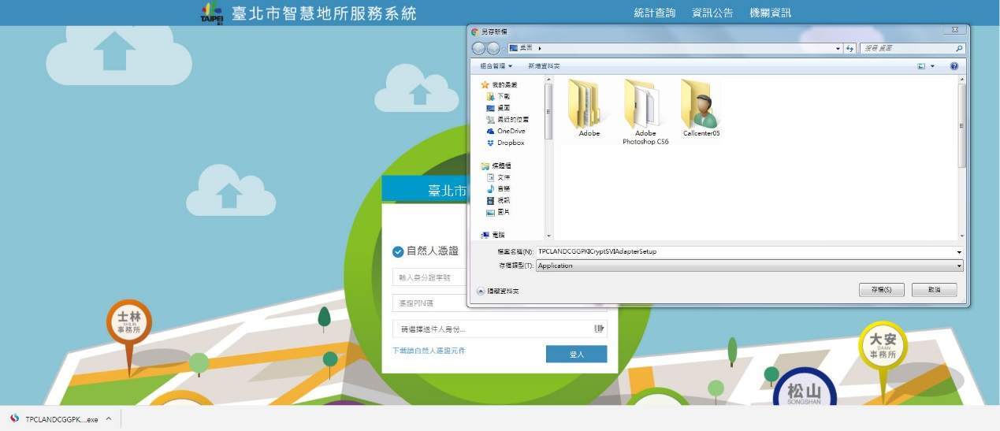 TAIPEI
臺北市智慧地所服務系統
統計查詢 資訊公告 機關資訊
另存新檔
桌面
搜尋 桌面
組合管理 新增資料夾
我的最愛
下載
桌面
最近的位置
OneDrive
Dropbox
媒體櫃
文件
音樂
視訊
圖片
電腦
Adobe
Adobe Photoshop CS6
Callcenter05
檔案名稱(N): TPCLANDCGGPKICryptSVIAdapterSetup
存檔類型(T): Application
隱藏資料夾
存檔(S) 取消
臺北市
自然人憑證
輸入身分證字號
憑證PIN碼
請選擇送件人身份...
下載讀自然人憑證元件
登入
士林
SHILIN
事務所
大安
DAAN
事務所
松山
SONGSHAN
TPCLANDCGGPK....exe